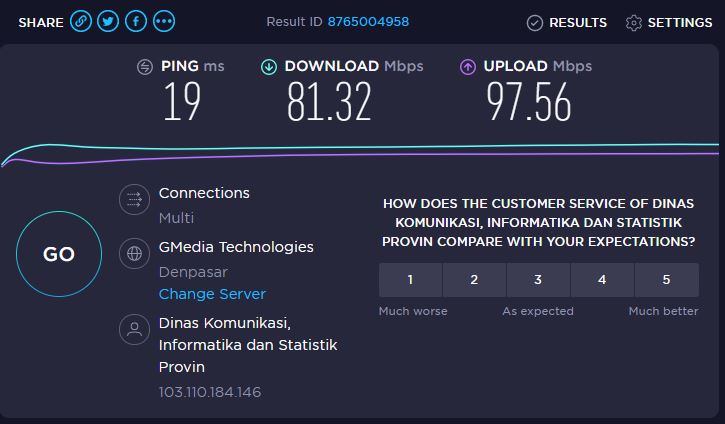 SHARE
Result ID 8765004958
RESULTS
SETTINGS
PING ms
DOWNLOAD Mbps
UPLOAD Mbps
19
81.32
97.56
GO
Connections
Multi
GMedia Technologies
Denpasar
Change Server
Dinas Komunikasi,
Informatika dan Statistik
Provin
103.110.184.146
HOW DOES THE CUSTOMER SERVICE OF DINAS
KOMUNIKASI, INFORMATIKA DAN STATISTIK
PROVIN COMPARE WITH YOUR EXPECTATIONS?
1 2 3 4 5
Much worse As expected Much better